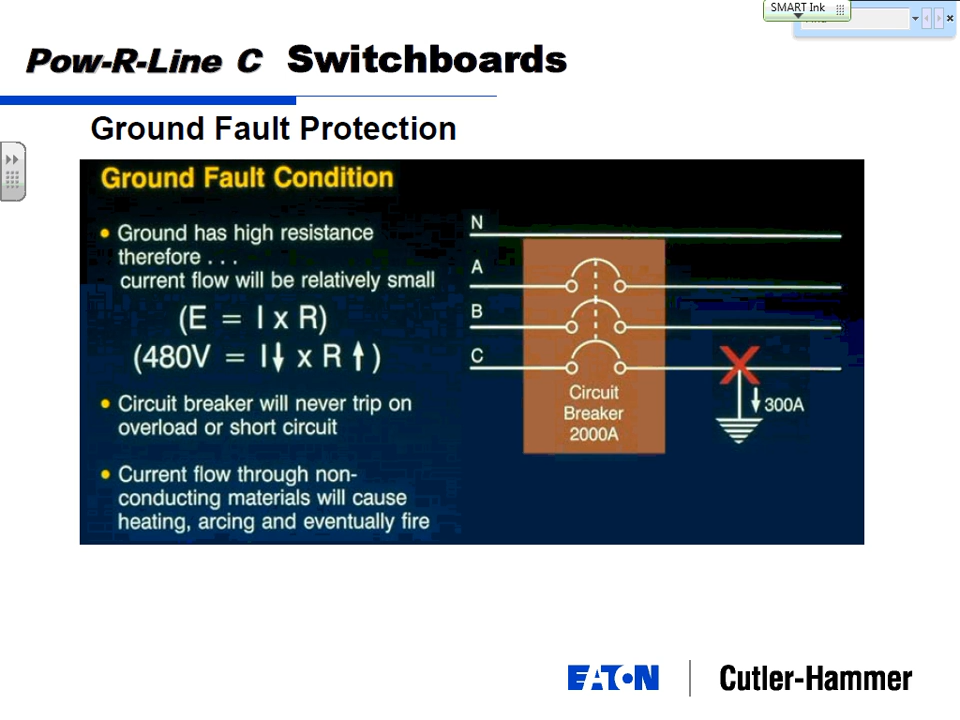 SMART Ink
Pow-R-Line C Switchboards
Ground Fault Protection
Ground Fault Condition
• Ground has high resistance
therefore . . .
current flow will be relatively small
(E = I x R)
(480V = I↓ x R↑)
• Circuit breaker will never trip on
overload or short circuit
• Current flow through non-
conducting materials will cause
heating, arcing and eventually fire
N
A
B
C
Circuit
Breaker
2000A
300A
EATON
Cutler-Hammer